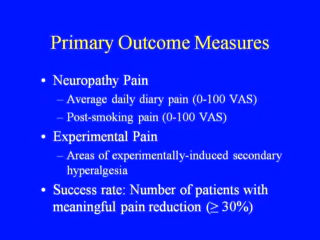 Primary Outcome Measures
• Neuropathy Pain
– Average daily diary pain (0-100 VAS)
– Post-smoking pain (0-100 VAS)
• Experimental Pain
– Areas of experimentally-induced secondary
hyperalgesia
• Success rate: Number of patients with
meaningful pain reduction (≥ 30%)